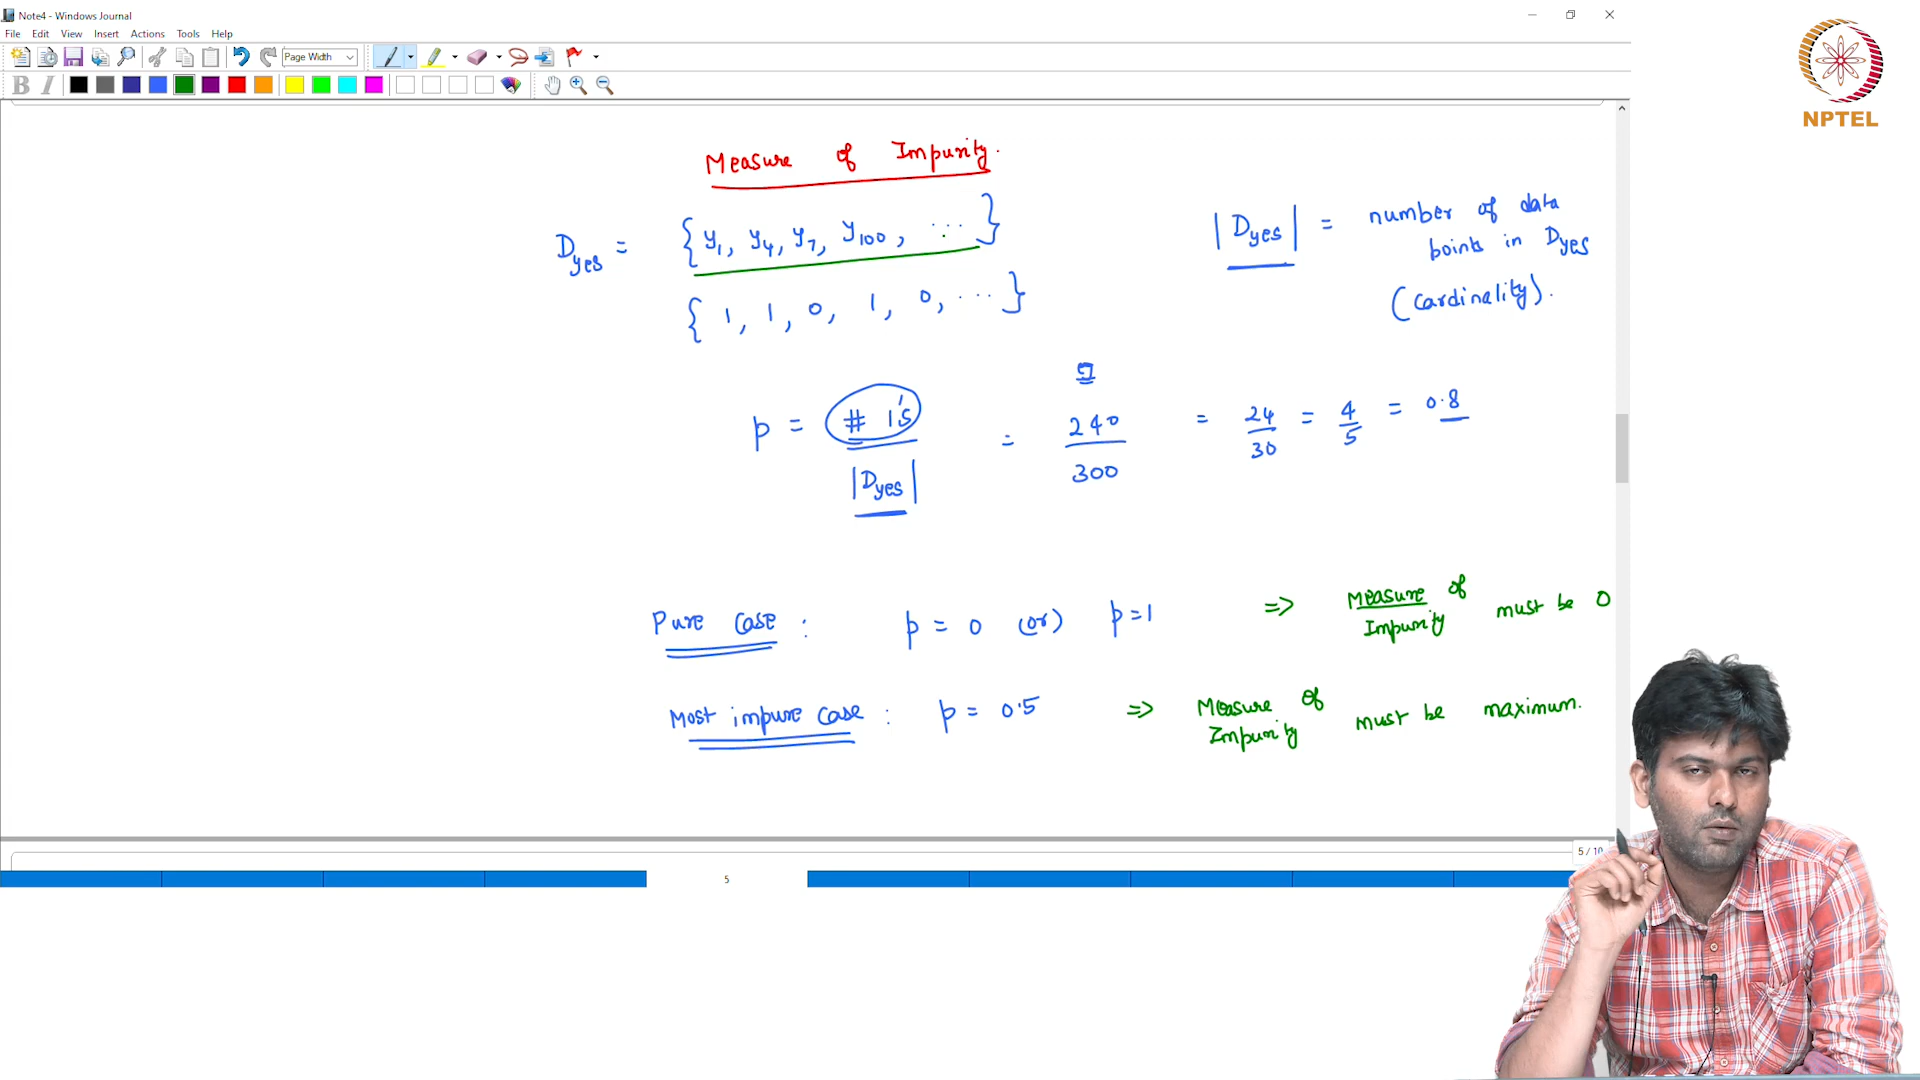 Note4 - Windows Journal
File Edit View Insert Actions Tools Help
Page Width
B I
NPTEL
Measure of Impurity.
D yes = { y1, y4, y7, y100, ... }
|Dyes| = number of data
points in Dyes
(cardinality).
{ 1, 1, 0, 1, 0, ... }
p = # 1's / |Dyes| = 240 / 300 = 24/30 = 4/5 = 0.8
Pure case : p = 0 (or) p = 1 => Measure of Impurity must be 0
Most impure case : p = 0.5 => Measure of Impurity must be maximum.
5 / 10
5